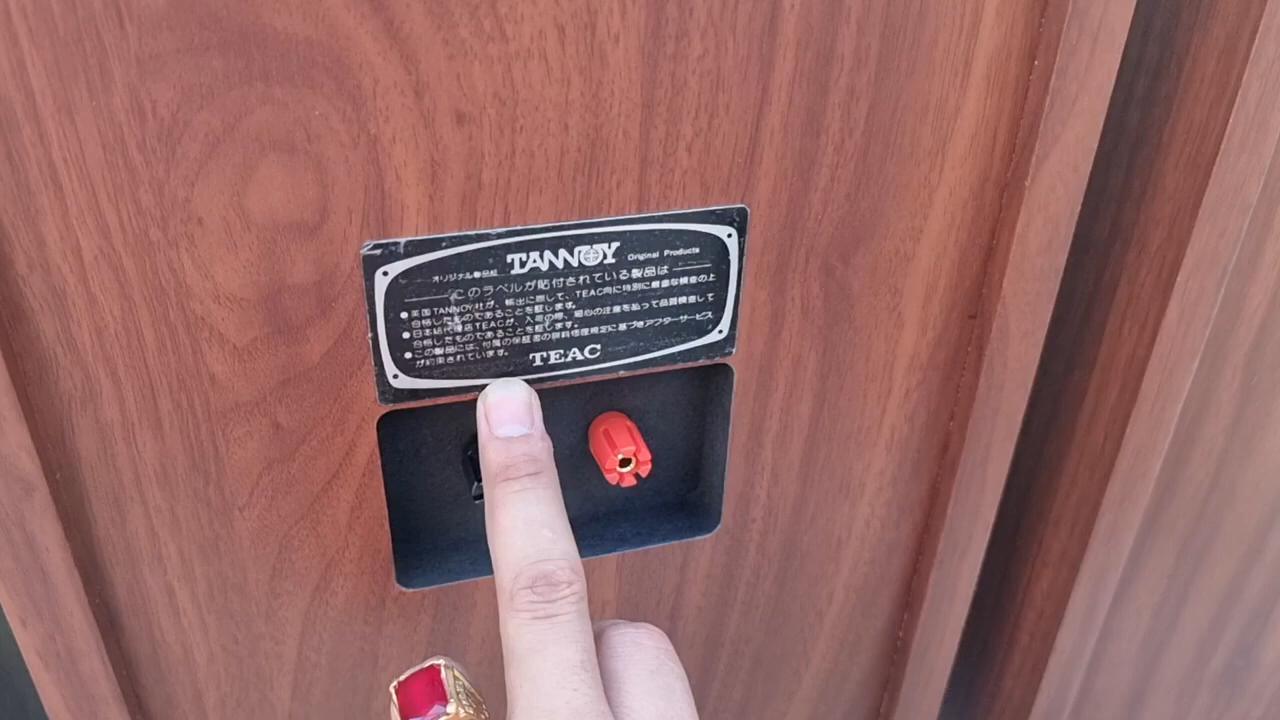 TANNOY Original Products
オリジナル
のラベルが貼付されている製品は
●英国TANNOY社が、輸出に際して、TEAC向に特別に厳重な検査の上
合格したものであることを証します。
●日本総代理店TEACが、入荷の際、細心の注意を払って品質検査して
合格したものであることを証します。
●この製品には、付属の保証書の無料修理規定に基づきアフターサービス
が約束されています。
TEAC